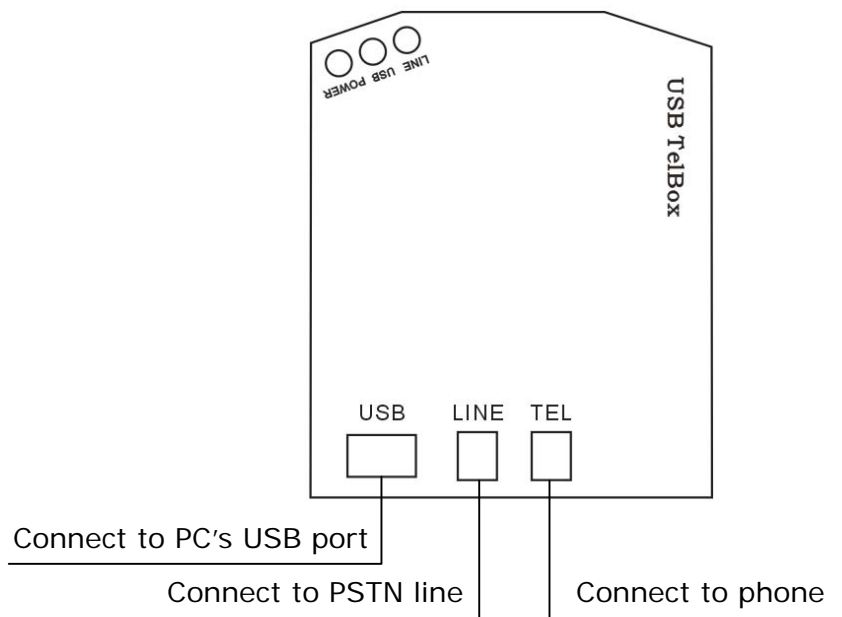 LINE USB POWER
USB TelBox
USB LINE TEL
Connect to PC's USB port
Connect to PSTN line Connect to phone